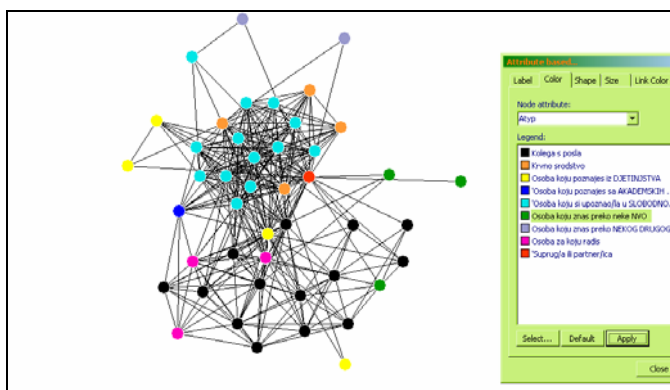 Attribute based...
Label Color Shape Size Link Color
Node attribute:
Atyp
Legend:
Kolega s posla
Krvno srodstvo
Osoba koju poznajes iz DJETINJSTVA
'Osoba koju poznajes sa AKADEMSKIH .
'Osoba koju si upoznao/la u SLOBODNO.
Osoba koju znas preko neke NVO
Osoba koju znas preko NEKOG DRUGOG
Osoba za koju radis
'Suprug/a ili partner/ica
Select... Default Apply
Close